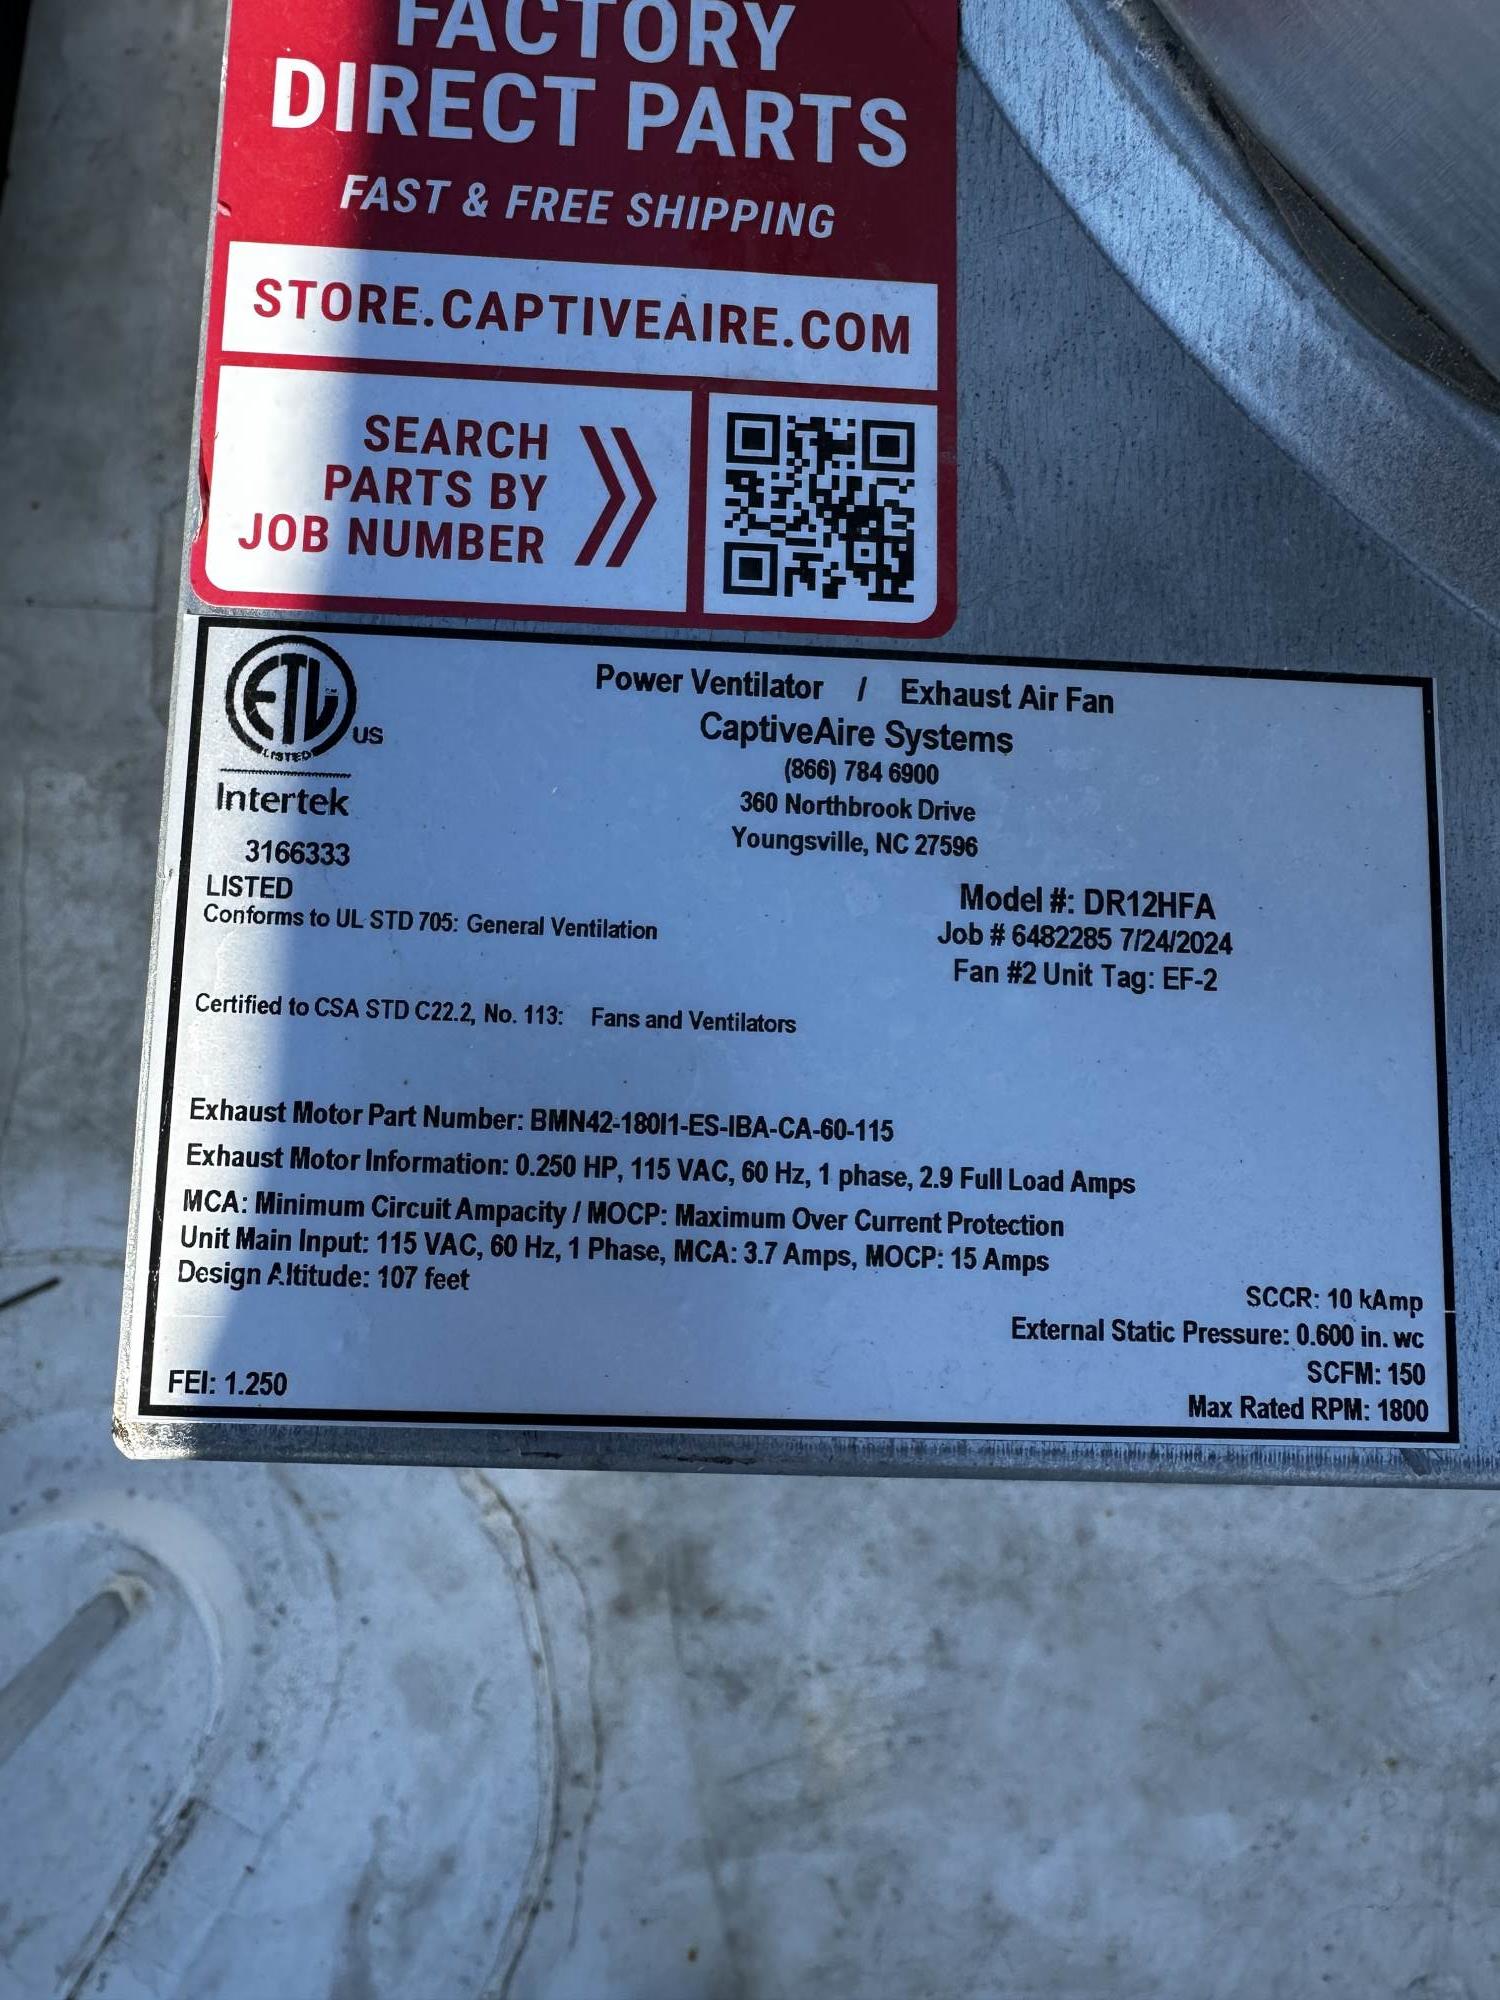 FACTORY
DIRECT PARTS
FAST & FREE SHIPPING
STORE.CAPTIVEAIRE.COM
SEARCH
PARTS BY
JOB NUMBER
ETL CM
LISTED
US
Intertek
3166333
LISTED
Conforms to UL STD 705: General Ventilation
Certified to CSA STD C22.2, No. 113: Fans and Ventilators
Power Ventilator / Exhaust Air Fan
CaptiveAire Systems
(866) 784 6900
360 Northbrook Drive
Youngsville, NC 27596
Model #: DR12HFA
Job # 6482285 7/24/2024
Fan #2 Unit Tag: EF-2
Exhaust Motor Part Number: BMN42-180I1-ES-IBA-CA-60-115
Exhaust Motor Information: 0.250 HP, 115 VAC, 60 Hz, 1 phase, 2.9 Full Load Amps
MCA: Minimum Circuit Ampacity / MOCP: Maximum Over Current Protection
Unit Main Input: 115 VAC, 60 Hz, 1 Phase, MCA: 3.7 Amps, MOCP: 15 Amps
Design Altitude: 107 feet
SCCR: 10 kAmp
External Static Pressure: 0.600 in. wc
SCFM: 150
Max Rated RPM: 1800
FEI: 1.250